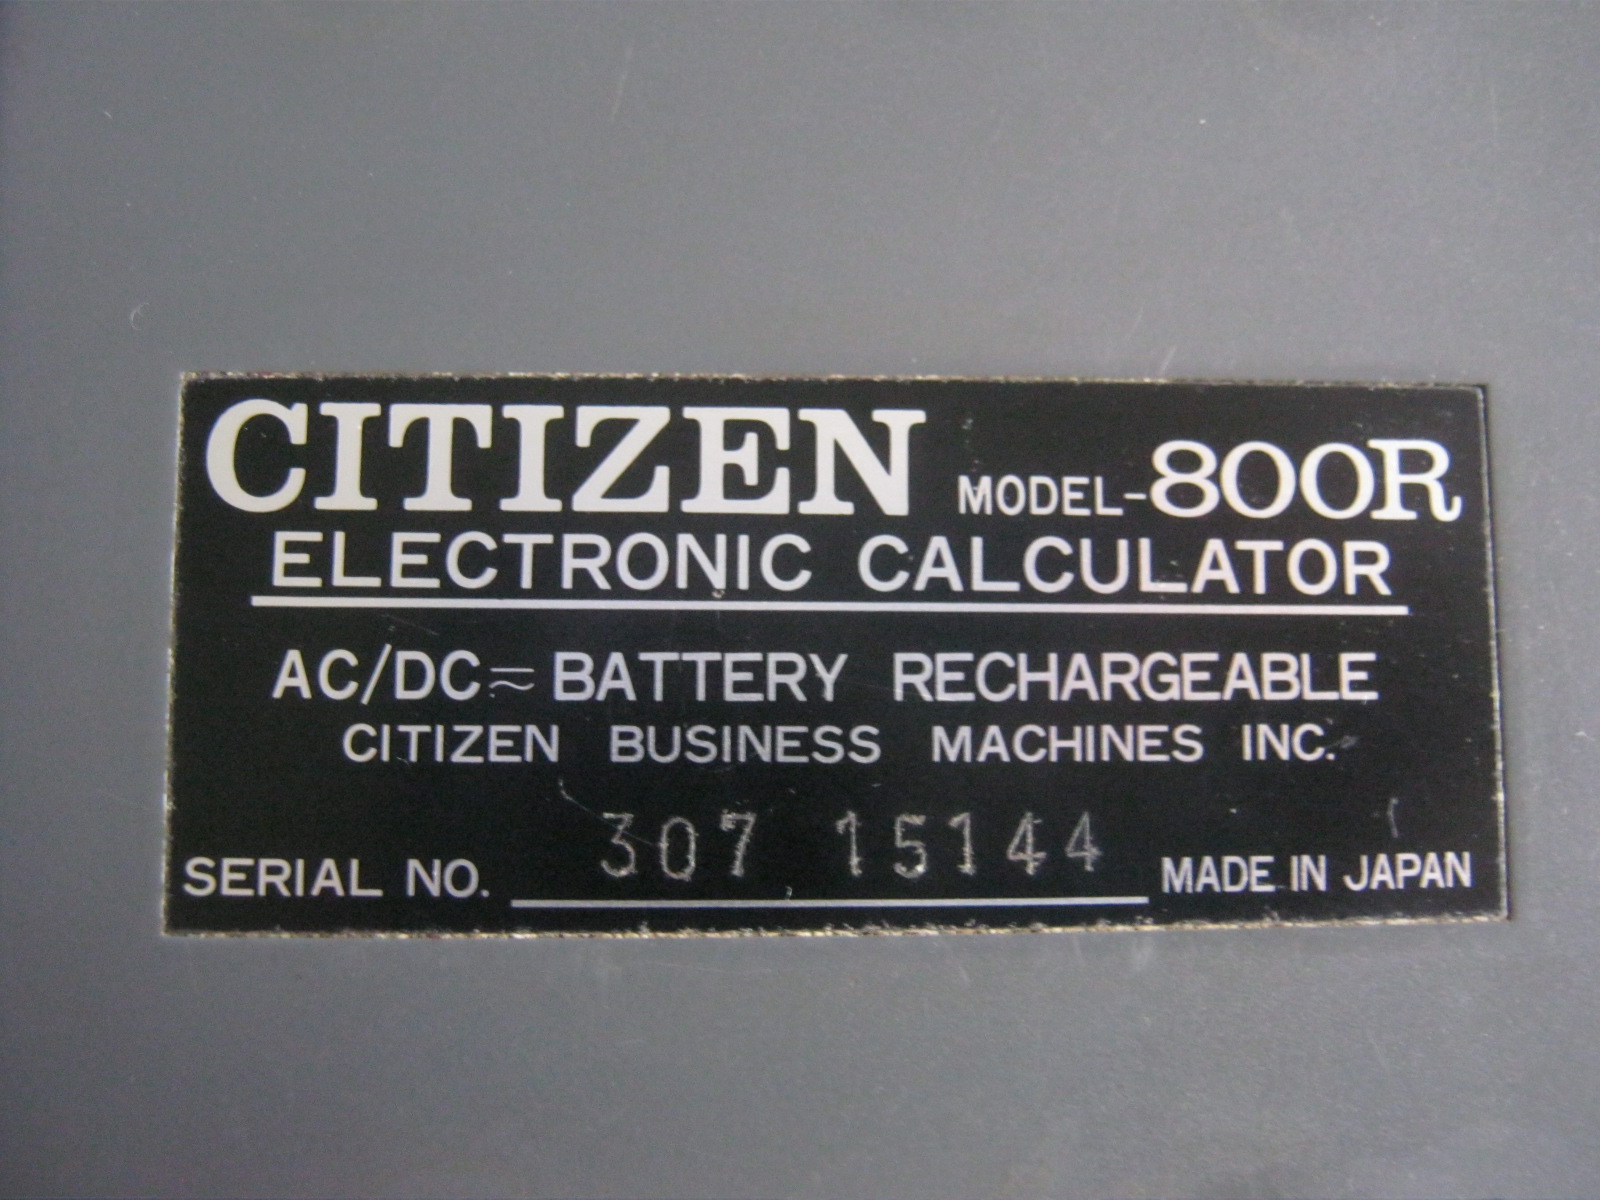 CITIZEN MODEL-800R
ELECTRONIC CALCULATOR
AC/DC⎓ BATTERY RECHARGEABLE
CITIZEN BUSINESS MACHINES INC.
SERIAL NO. 307 15144 MADE IN JAPAN